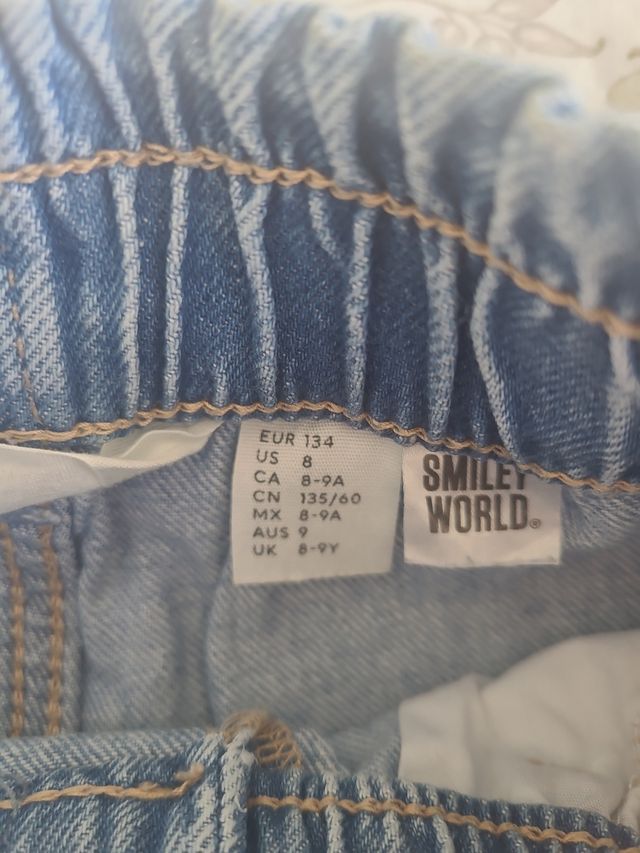 EUR 134
US 8
CA 8-9A
CN 135/60
MX 8-9A
AUS 9
UK 8-9Y
SMILEY
WORLD®